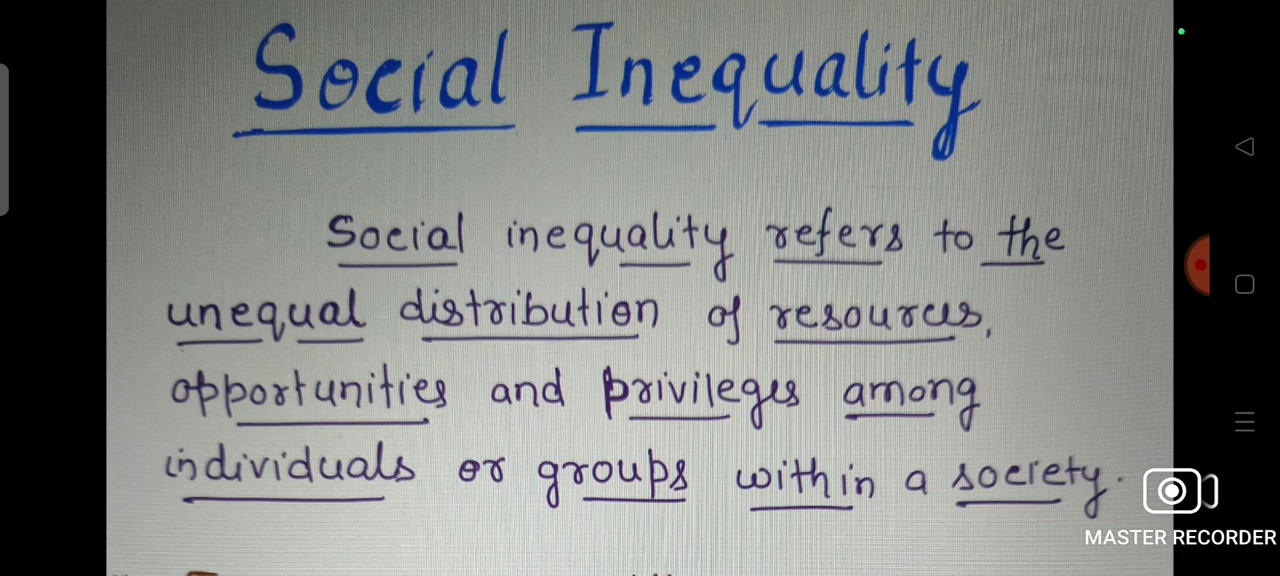 Social Inequality
Social inequality refers to the
unequal distribution of resources,
opportunities and privileges among
individuals or groups within a society.
MASTER RECORDER